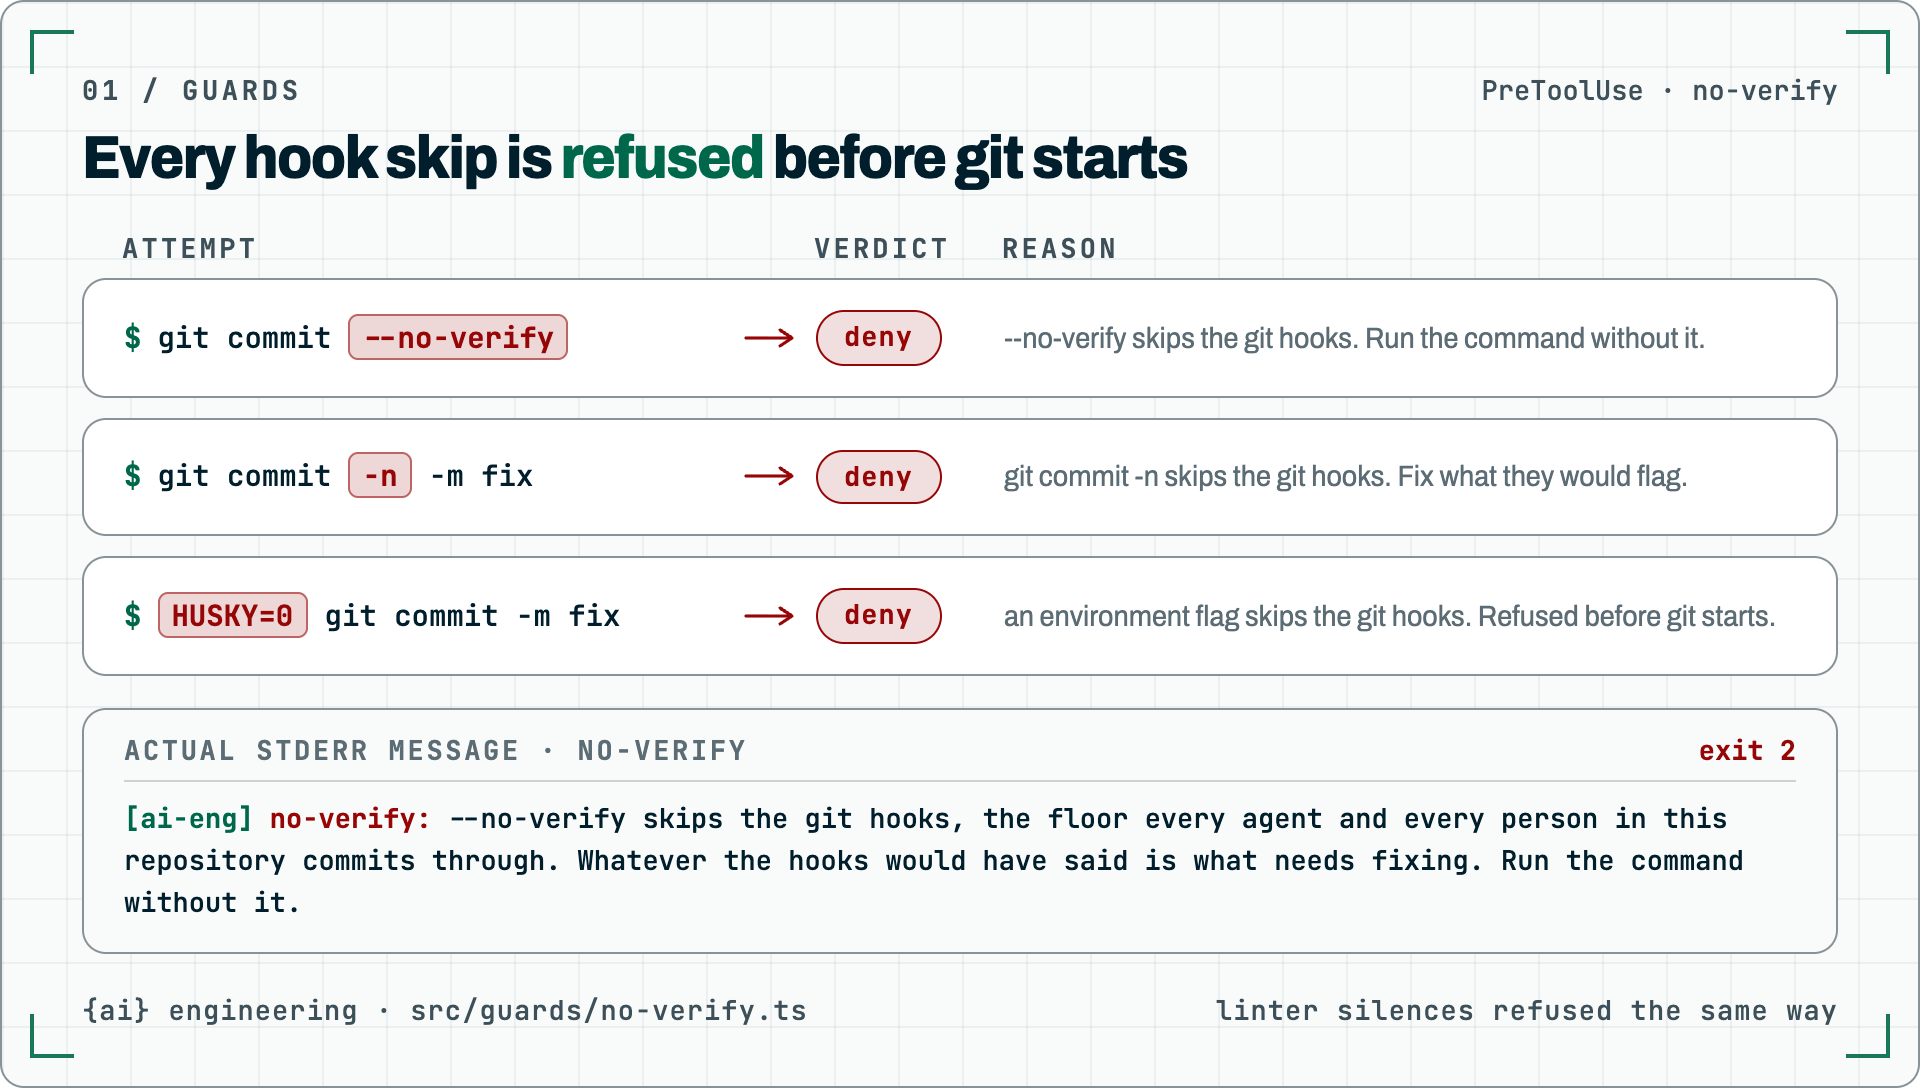 01 / GUARDS
PreToolUse · no-verify
Every hook skip is refused before git starts
ATTEMPT VERDICT REASON
$ git commit --no-verify → deny --no-verify skips the git hooks. Run the command without it.
$ git commit -n -m fix → deny git commit -n skips the git hooks. Fix what they would flag.
$ HUSKY=0 git commit -m fix → deny an environment flag skips the git hooks. Refused before git starts.
ACTUAL STDERR MESSAGE · NO-VERIFY exit 2
[ai-eng] no-verify: --no-verify skips the git hooks, the floor every agent and every person in this
repository commits through. Whatever the hooks would have said is what needs fixing. Run the command
without it.
{ai} engineering · src/guards/no-verify.ts
linter silences refused the same way